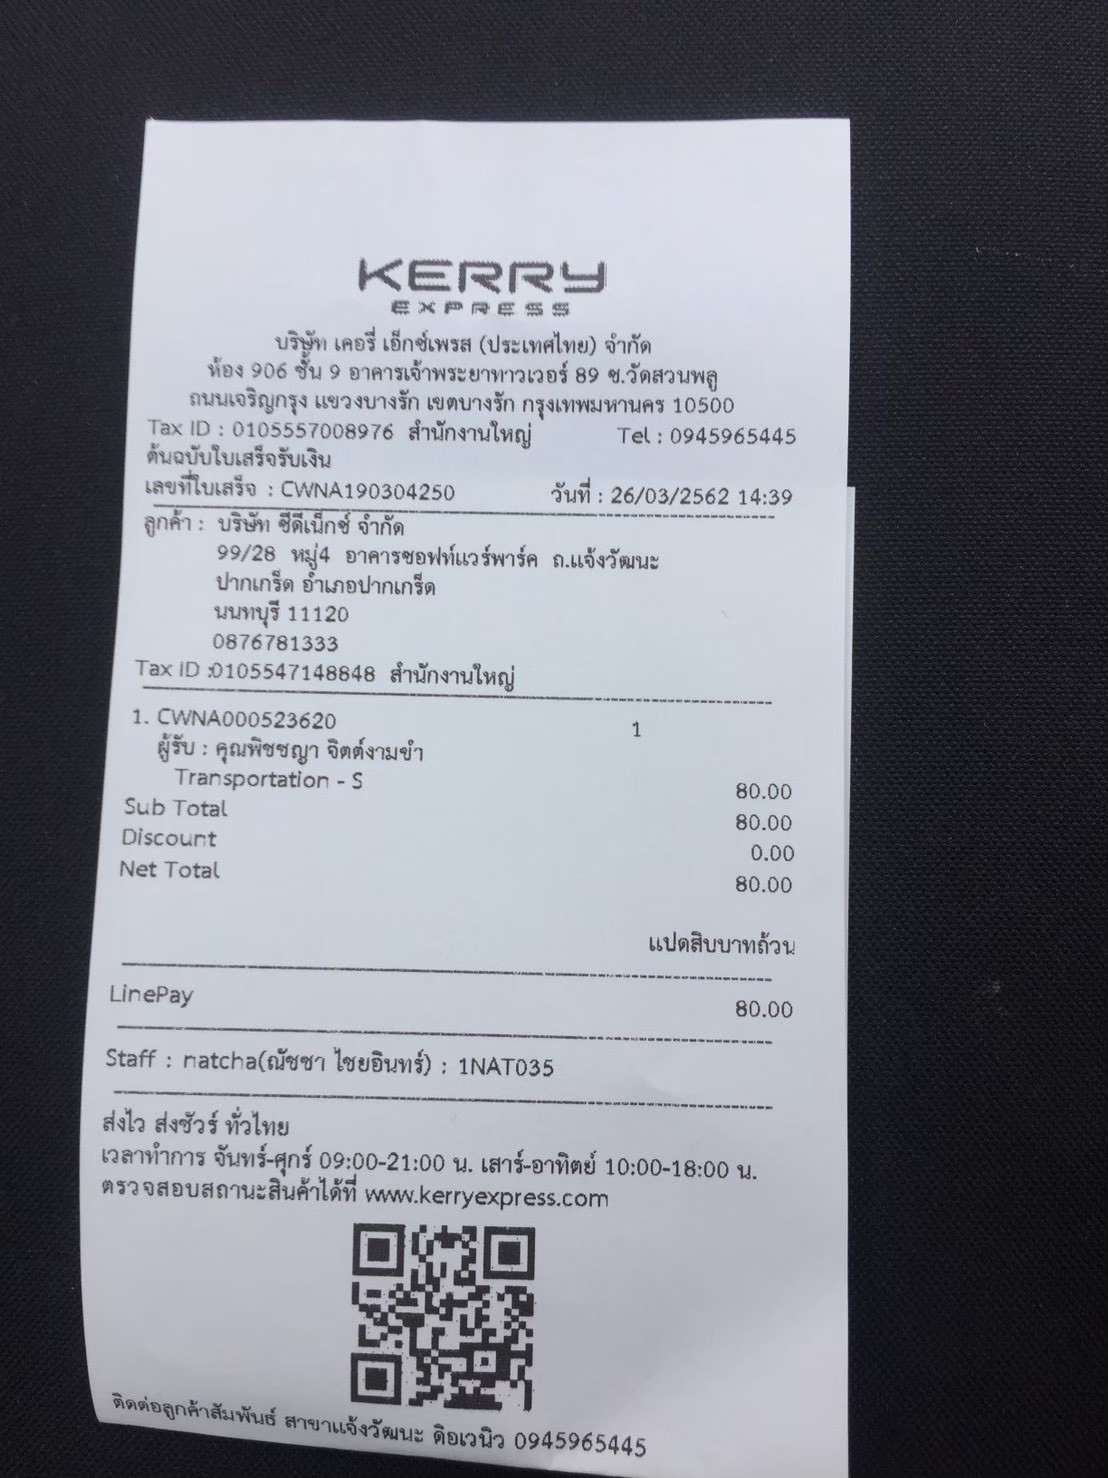 KERRY
EXPRESS
บริษัท เคอรี่ เอ็กซ์เพรส (ประเทศไทย) จำกัด
ห้อง 906 ชั้น 9 อาคารเจ้าพระยาทาวเวอร์ 89 ซ.วัดสวนพลู
ถนนเจริญกรุง แขวงบางรัก เขตบางรัก กรุงเทพมหานคร 10500
Tax ID : 0105557008976 สำนักงานใหญ่ Tel : 0945965445
ต้นฉบับใบเสร็จรับเงิน
เลขที่ใบเสร็จ : CWNA190304250 วันที่ : 26/03/2562 14:39
ลูกค้า : บริษัท ซีดีเน็กซ์ จำกัด
99/28 หมู่4 อาคารซอฟท์แวร์พาร์ค ถ.แจ้งวัฒนะ
ปากเกร็ด อำเภอปากเกร็ด
นนทบุรี 11120
0876781333
Tax ID :0105547148848 สำนักงานใหญ่
1. CWNA000523620 1
ผู้รับ : คุณพิชชญา จิตต์งามขำ
Transportation - S 80.00
Sub Total 80.00
Discount 0.00
Net Total 80.00
แปดสิบบาทถ้วน
LinePay 80.00
Staff : natcha(ณัชชา ไชยอินทร์) : 1NAT035
ส่งไว ส่งชัวร์ ทั่วไทย
เวลาทำการ จันทร์-ศุกร์ 09:00-21:00 น. เสาร์-อาทิตย์ 10:00-18:00 น.
ตรวจสอบสถานะสินค้าได้ที่ www.kerryexpress.com
ติดต่อลูกค้าสัมพันธ์ สาขาแจ้งวัฒนะ ดิอเวนิว 0945965445